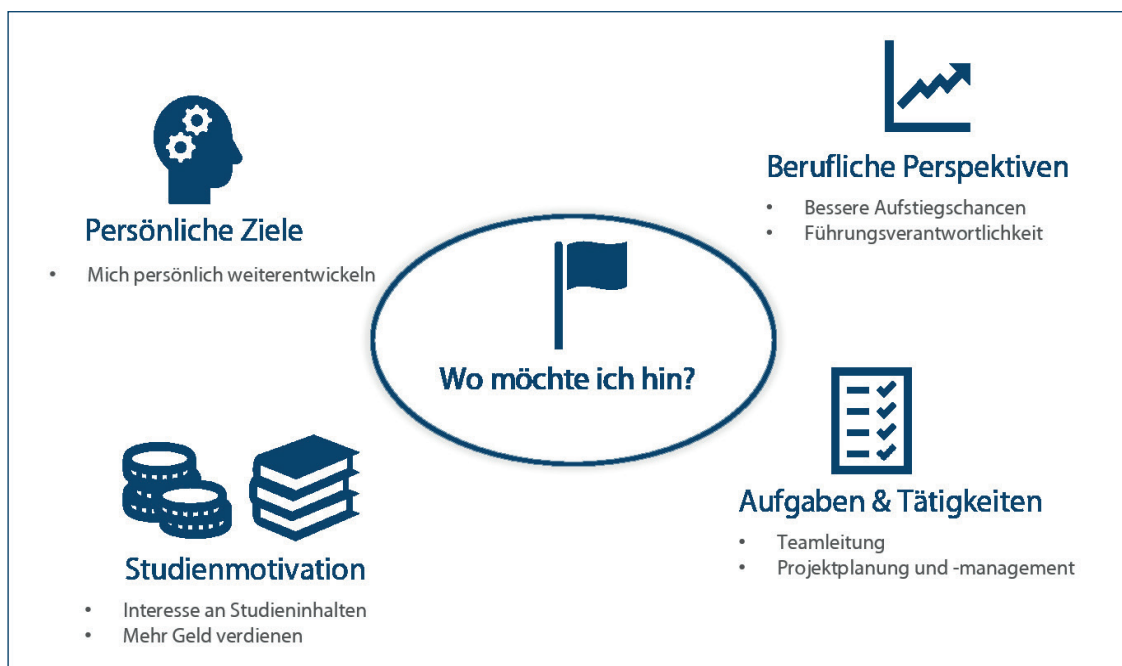 Persönliche Ziele
• Mich persönlich weiterentwickeln
Berufliche Perspektiven
• Bessere Aufstiegschancen
• Führungsverantwortlichkeit
Wo möchte ich hin?
Studienmotivation
• Interesse an Studieninhalten
• Mehr Geld verdienen
Aufgaben & Tätigkeiten
• Teamleitung
• Projektplanung und -management